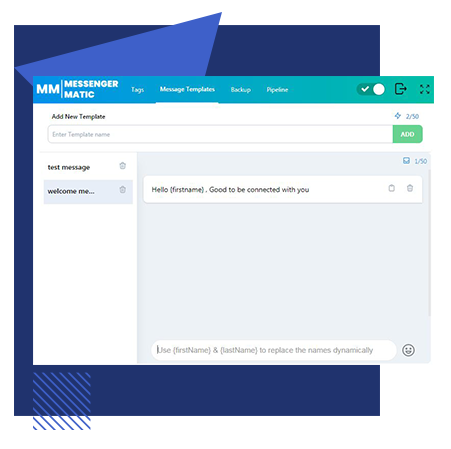 MM MESSENGER
MATIC
Tags Message Templates Backup Pipeline
Add New Template 2/50
Enter Template name ADD
1/50
test message
welcome me...
Hello {firstname} . Good to be connected with you
Use {firstName} & {lastName} to replace the names dynamically